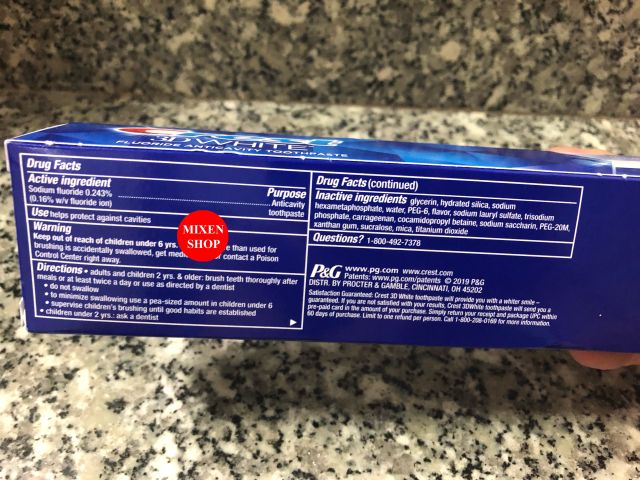 3D WHITE
FLUORIDE ANTICAVITY TOOTHPASTE
Drug Facts
Active ingredient Purpose
Sodium fluoride 0.243%
(0.16% w/v fluoride ion) Anticavity
toothpaste
Use helps protect against cavities
Warning
Keep out of reach of children under 6 yrs. than used for
brushing is accidentally swallowed, get contact a Poison
Control Center right away.
Directions • adults and children 2 yrs. & older: brush teeth thoroughly after
meals or at least twice a day or use as directed by a dentist
• do not swallow
• to minimize swallowing use a pea-sized amount in children under 6
• supervise children's brushing until good habits are established
• children under 2 yrs.: ask a dentist
MIXEN
SHOP
Drug Facts (continued)
Inactive ingredients glycerin, hydrated silica, sodium
hexametaphosphate, water, PEG-6, flavor, sodium lauryl sulfate, trisodium
phosphate, carrageenan, cocamidopropyl betaine, sodium saccharin, PEG-20M,
xanthan gum, sucralose, mica, titanium dioxide
Questions? 1-800-492-7378
P&G www.pg.com www.crest.com
Patents: www.pg.com/patents © 2019 P&G
DISTR. BY PROCTER & GAMBLE, CINCINNATI, OH 45202
Satisfaction Guaranteed: Crest 3DWhite toothpaste will provide you with a whiter smile –
guaranteed. If you are not satisfied with your results, Crest 3DWhite toothpaste will send you a
pre-paid card is the amount of your purchase. Simply return your receipt and package UPC within
60 days of purchase. Limit to one refund per person. Call 1-800-208-0169 for more information.